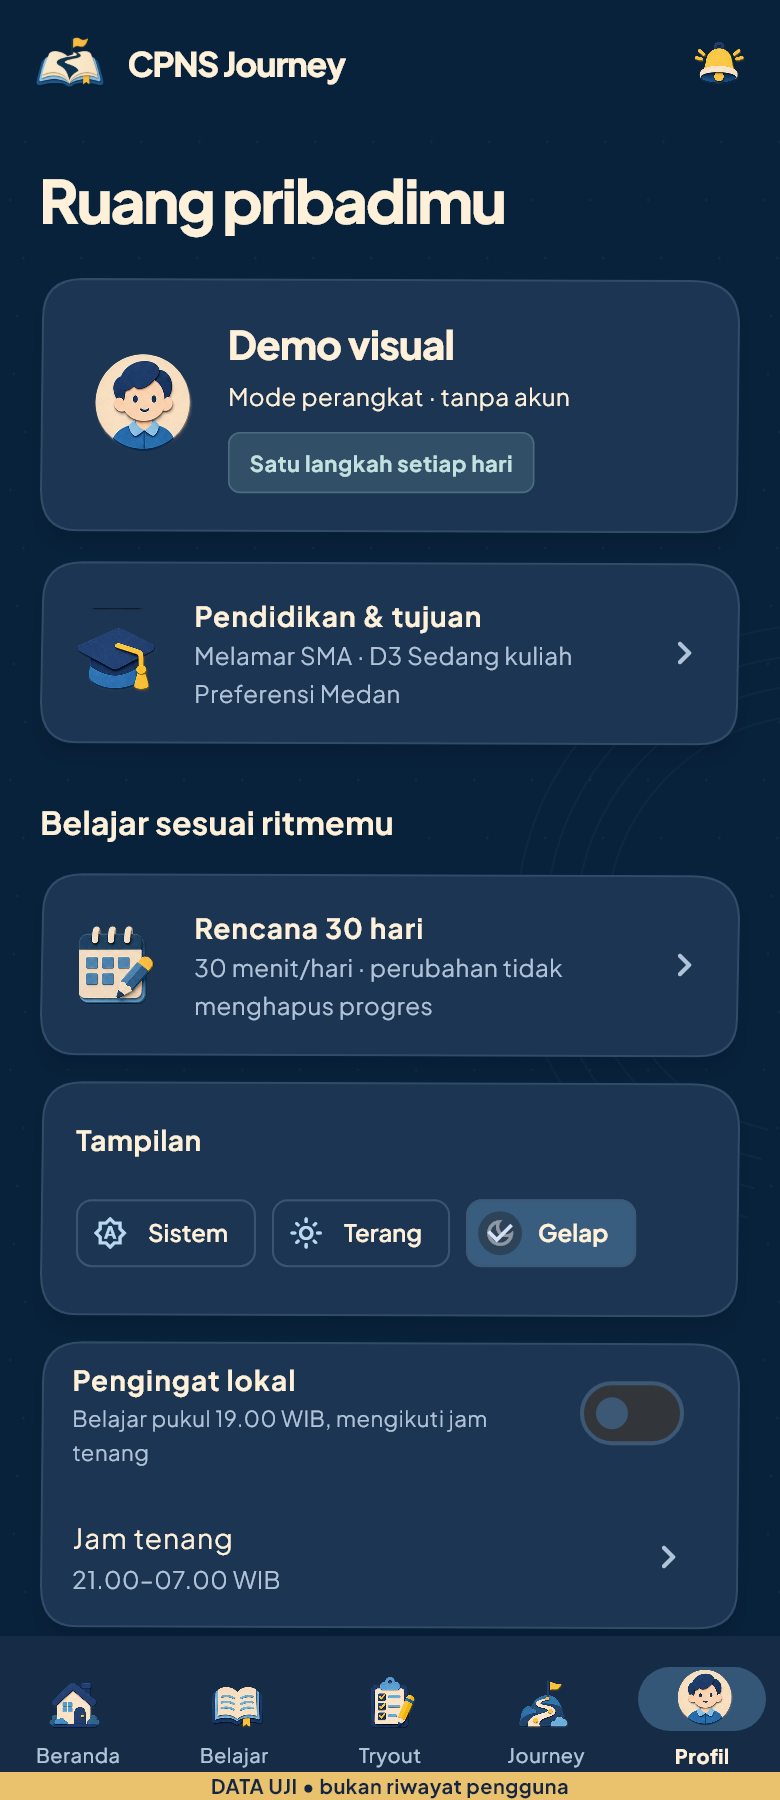 CPNS Journey
Ruang pribadimu
Demo visual
Mode perangkat · tanpa akun
Satu langkah setiap hari
Pendidikan & tujuan
Melamar SMA · D3 Sedang kuliah
Preferensi Medan
Belajar sesuai ritmemu
Rencana 30 hari
30 menit/hari · perubahan tidak
menghapus progres
Tampilan
A Sistem
Terang
Gelap
Pengingat lokal
Belajar pukul 19.00 WIB, mengikuti jam
tenang
Jam tenang
21.00–07.00 WIB
Beranda
Belajar
Tryout
Journey
Profil
DATA UJI • bukan riwayat pengguna